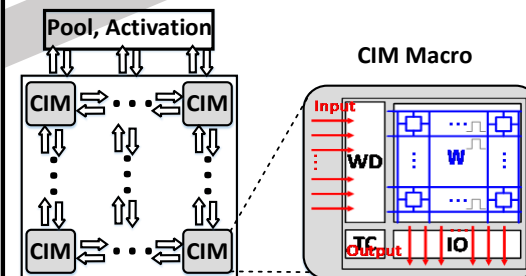 Pool, Activation
CIM Macro
CIM
CIM
CIM
CIM
Input
WD
W
TC
Output
IO